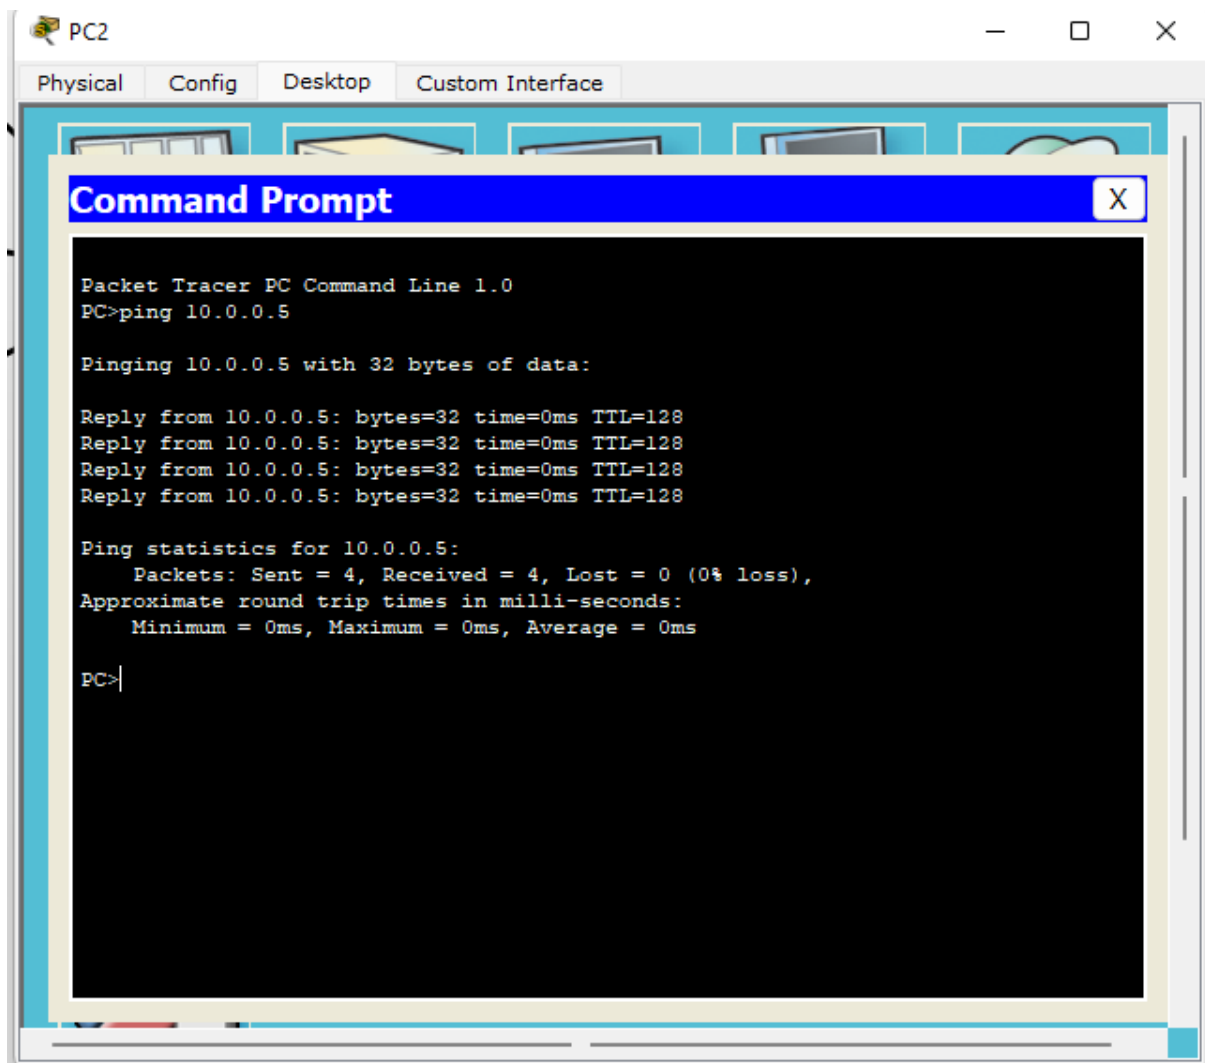 PC2
Physical Config Desktop Custom Interface
Command Prompt X
Packet Tracer PC Command Line 1.0
PC>ping 10.0.0.5
Pinging 10.0.0.5 with 32 bytes of data:
Reply from 10.0.0.5: bytes=32 time=0ms TTL=128
Reply from 10.0.0.5: bytes=32 time=0ms TTL=128
Reply from 10.0.0.5: bytes=32 time=0ms TTL=128
Reply from 10.0.0.5: bytes=32 time=0ms TTL=128
Ping statistics for 10.0.0.5:
Packets: Sent = 4, Received = 4, Lost = 0 (0% loss),
Approximate round trip times in milli-seconds:
Minimum = 0ms, Maximum = 0ms, Average = 0ms
PC>